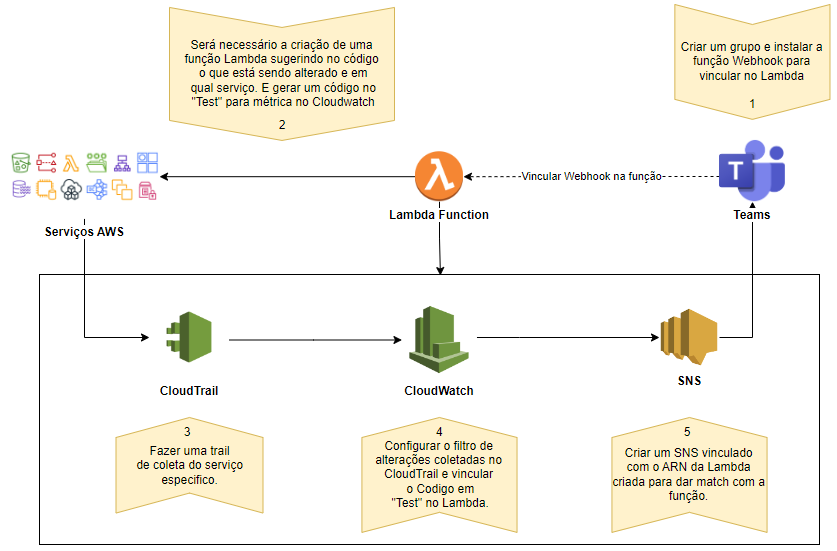 Será necessário a criação de uma
função Lambda sugerindo no código
o que está sendo alterado e em
qual serviço. E gerar um código no
"Test" para métrica no Cloudwatch
2
Criar um grupo e instalar a
função Webhook para
vincular no Lambda
1
Vincular Webhook na função
T
Serviços AWS
Lambda Function
Teams
CloudTrail
CloudWatch
SNS
3
Fazer uma trail
de coleta do serviço
especifico.
4
Configurar o filtro de
alterações coletadas no
CloudTrail e vincular
o Codigo em
"Test" no Lambda.
5
Criar um SNS vinculado
com o ARN da Lambda
criada para dar match com a
função.